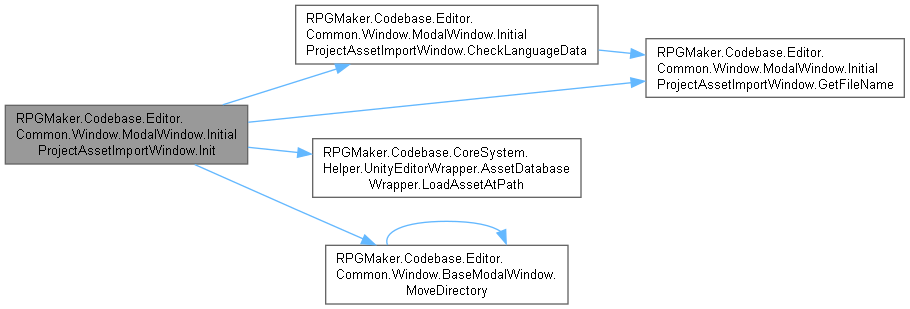 RPGMaker.Codebase.Editor.
Common.Window.ModalWindow.Initial
ProjectAssetImportWindow.Init
RPGMaker.Codebase.Editor.
Common.Window.ModalWindow.Initial
ProjectAssetImportWindow.CheckLanguageData
RPGMaker.Codebase.Editor.
Common.Window.ModalWindow.Initial
ProjectAssetImportWindow.GetFileName
RPGMaker.Codebase.CoreSystem.
Helper.UnityEditorWrapper.AssetDatabase
Wrapper.LoadAssetAtPath
RPGMaker.Codebase.Editor.
Common.Window.BaseModalWindow.
MoveDirectory